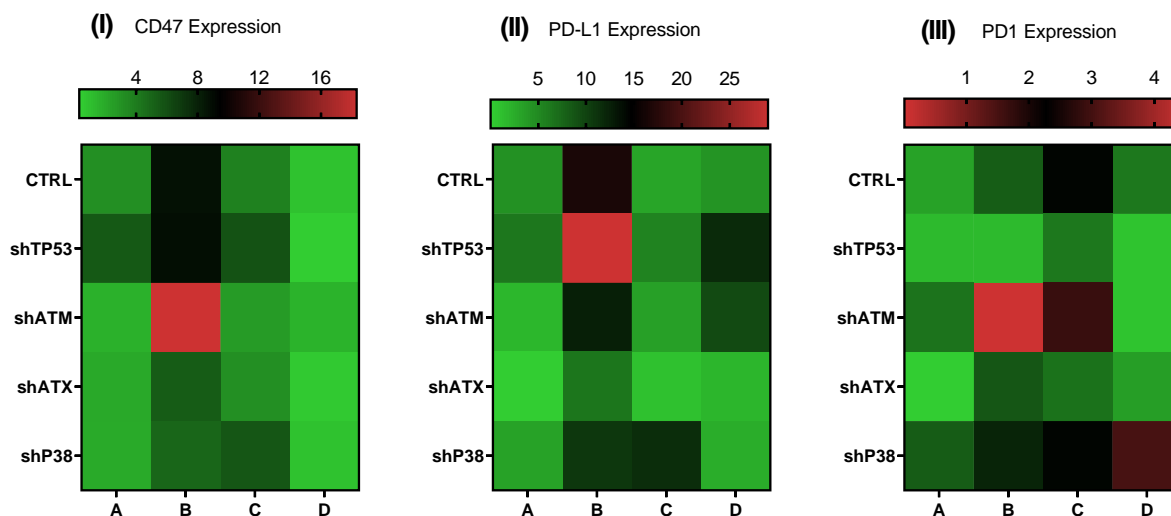 (I) CD47 Expression
4 8 12 16
CTRL
shTP53
shATM
shATX
shP38
A B C D
(II) PD-L1 Expression
5 10 15 20 25
CTRL
shTP53
shATM
shATX
shP38
A B C D
(III) PD1 Expression
1 2 3 4
CTRL
shTP53
shATM
shATX
shP38
A B C D